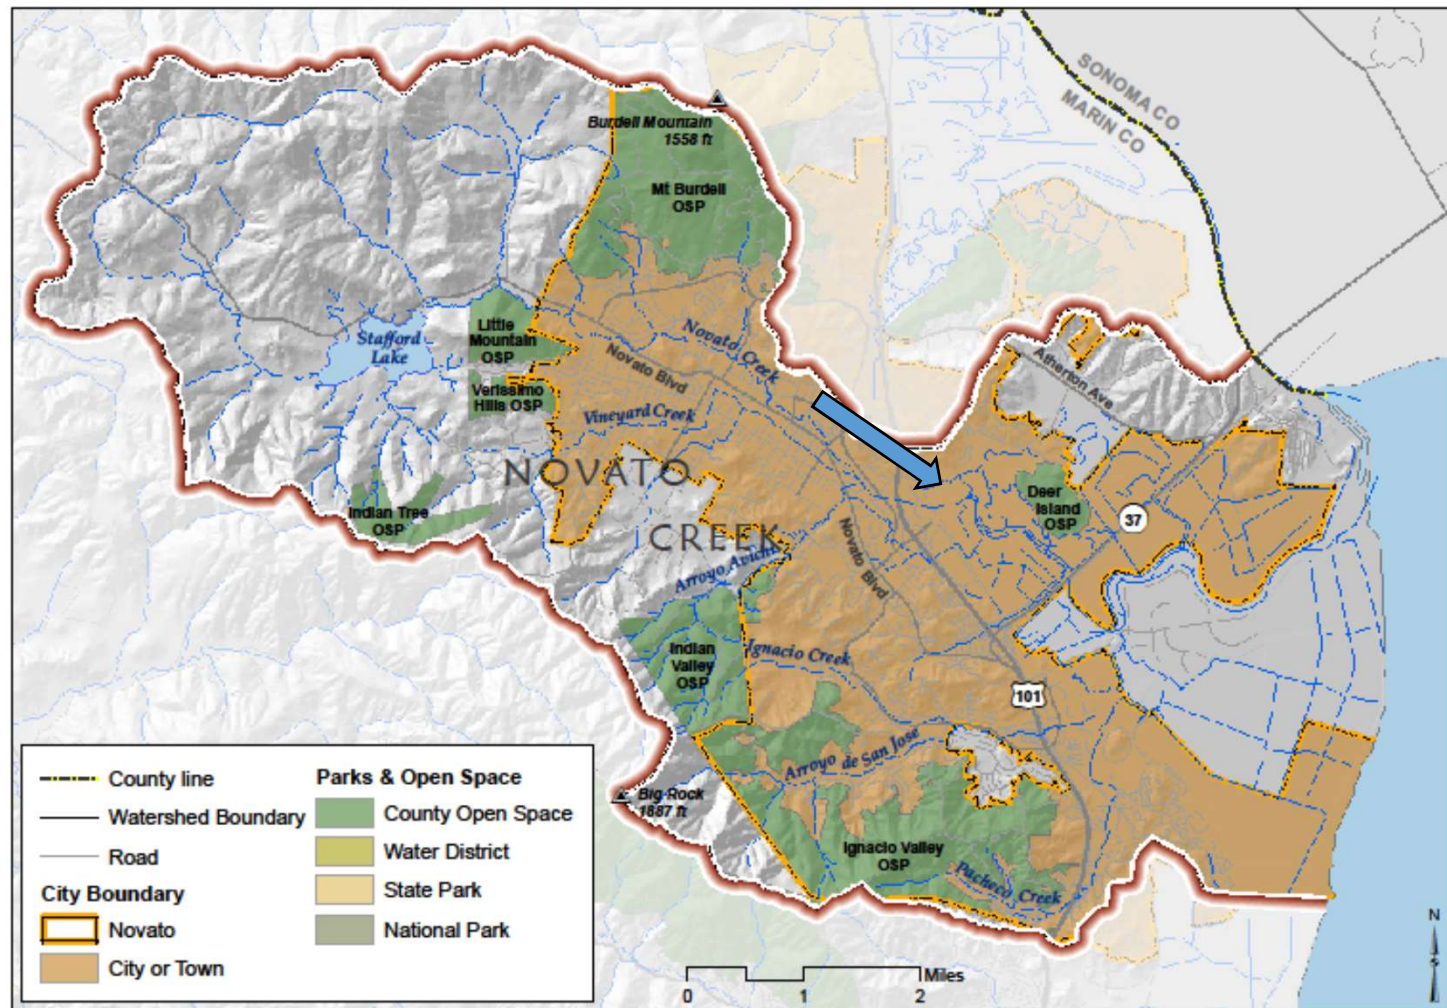 SONOMA CO
MARIN CO
Burdell Mountain
1558 ft
Mt Burdell
OSP
Stafford
Lake
Little
Mountain
OSP
Verissimo
Hills OSP
Novato Creek
Novato Blvd
Vineyard Creek
Atherton Ave
NOVATO
CREEK
Indian Tree
OSP
Deer
Island
OSP
37
Arroyo Avichi
Novato Blvd
Indian
Valley
OSP
Ignacio Creek
101
Arroyo de San Jose
Big Rock
1887 ft
Ignacio Valley
OSP
Pacheco Creek
County line
Watershed Boundary
Road
City Boundary
Novato
City or Town
Parks & Open Space
County Open Space
Water District
State Park
National Park
Miles
0 1 2
N